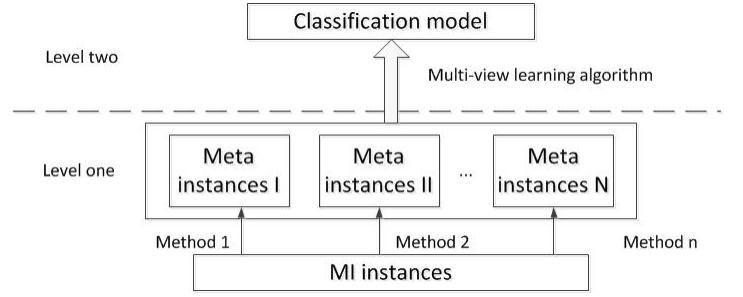 Classification model
Level two
Multi-view learning algorithm
Level one
Meta
instances I
Meta
instances II
...
Meta
instances N
Method 1
Method 2
Method n
MI instances